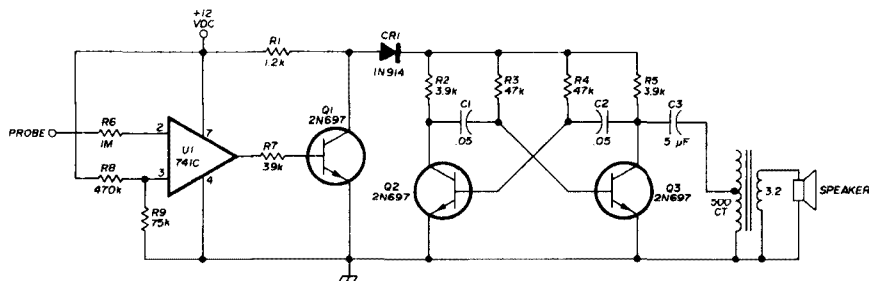 +12
VDC
R1
1.2k
CR1
1N914
R2
3.9k
R3
47k
R4
47k
R5
3.9k
C1
.05
C2
.05
C3
5 μF
Q1
2N697
PROBE
R6
1M
2
7
U1
741C
R7
39k
R8
470k
3
4
R9
75k
Q2
2N697
Q3
2N697
500
CT
3.2
SPEAKER